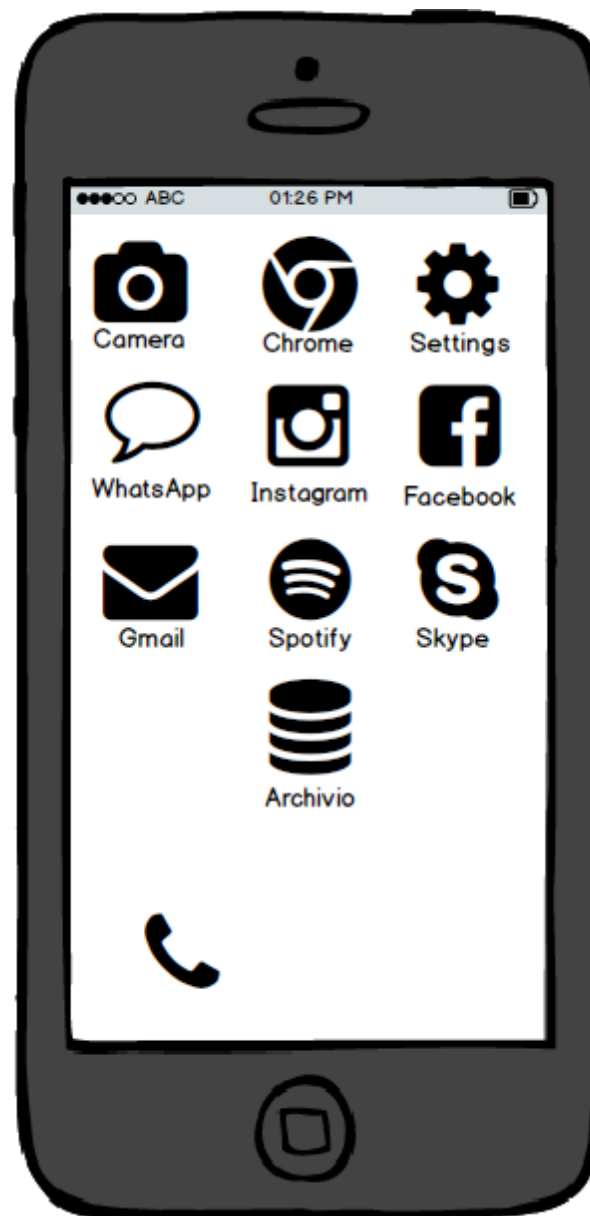 ABC 01:26 PM
Camera Chrome Settings
WhatsApp Instagram Facebook
Gmail Spotify Skype
Archivio